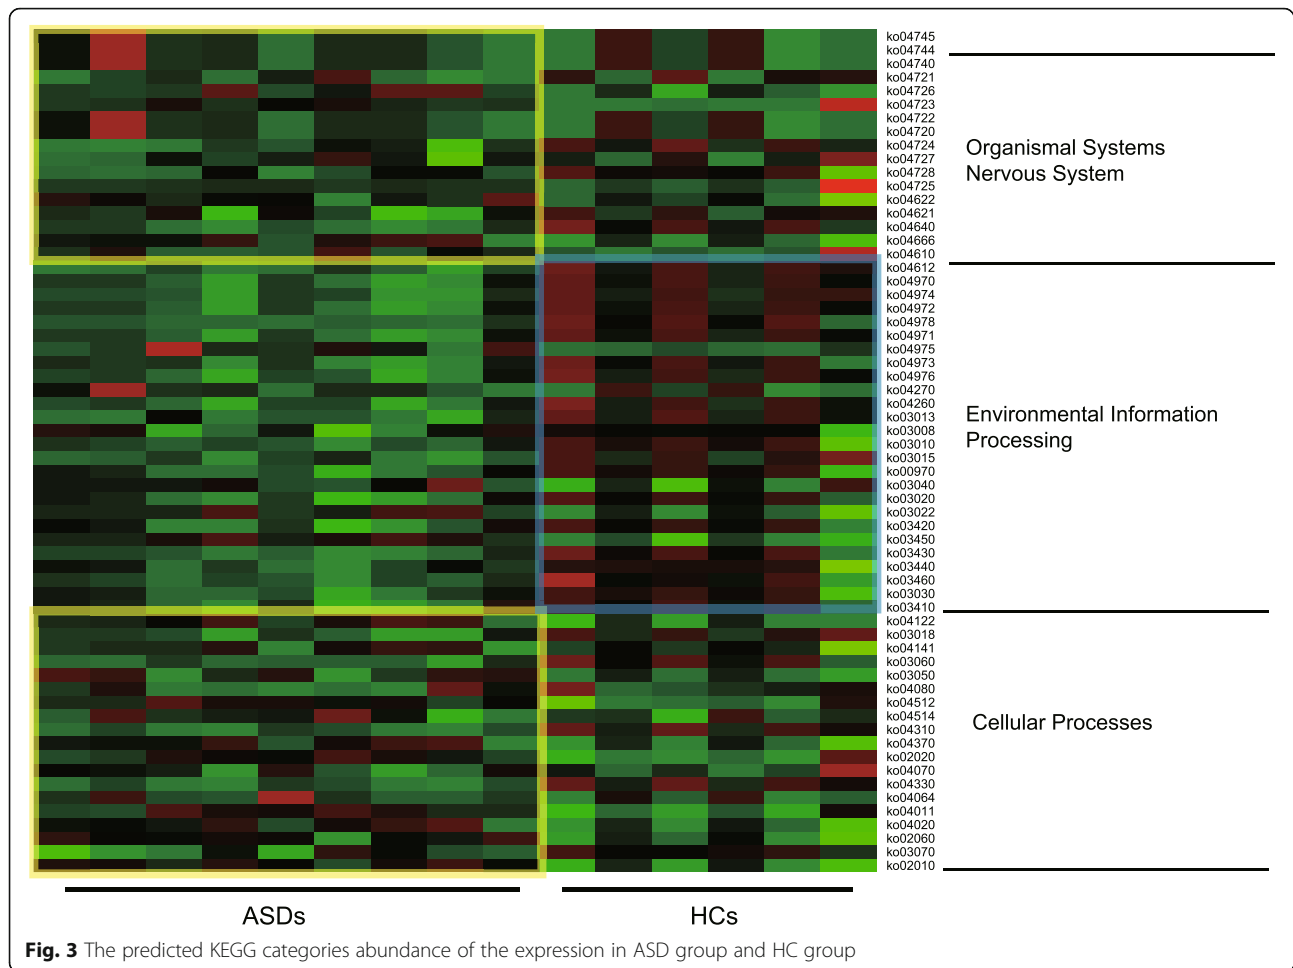 ko04745
ko04744
ko04740
ko04721
ko04726
ko04723
ko04722
ko04720
ko04724
ko04727
ko04728
ko04725
ko04622
ko04621
ko04640
ko04666
ko04610
ko04612
ko04970
ko04974
ko04972
ko04978
ko04971
ko04975
ko04973
ko04976
ko04270
ko04260
ko03013
ko03008
ko03010
ko03015
ko00970
ko03040
ko03020
ko03022
ko03420
ko03450
ko03430
ko03440
ko03460
ko03030
ko03410
ko04122
ko03018
ko04141
ko03060
ko03050
ko04080
ko04512
ko04514
ko04310
ko04370
ko02020
ko04070
ko04330
ko04064
ko04011
ko04020
ko02060
ko03070
ko02010
Organismal Systems
Nervous System
Environmental Information
Processing
Cellular Processes
ASDs
HCs
Fig. 3 The predicted KEGG categories abundance of the expression in ASD group and HC group